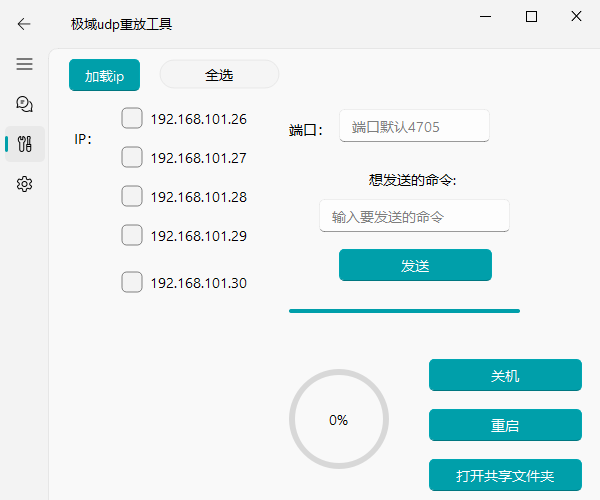 极域udp重放工具
加载ip
全选
IP:
192.168.101.26
192.168.101.27
192.168.101.28
192.168.101.29
192.168.101.30
端口:
端口默认4705
想发送的命令:
输入要发送的命令
发送
0%
关机
重启
打开共享文件夹